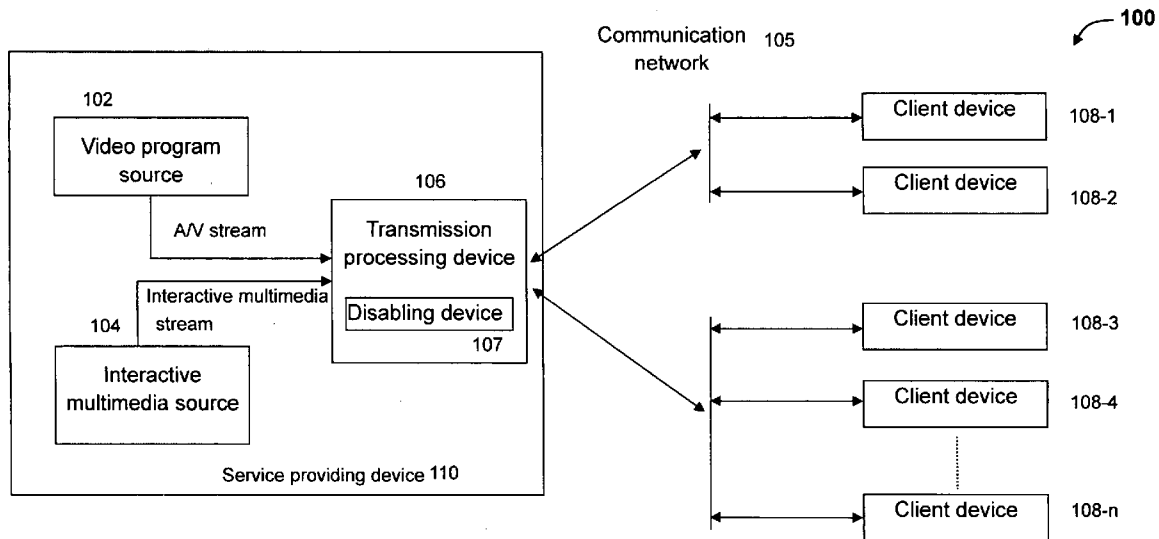 100
Communication
network
105
102
Video program
source
A/V stream
106
Transmission
processing device
Disabling device
107
Interactive multimedia
stream
104
Interactive
multimedia source
Service providing device 110
Client device
108-1
Client device
108-2
Client device
108-3
Client device
108-4
Client device
108-n